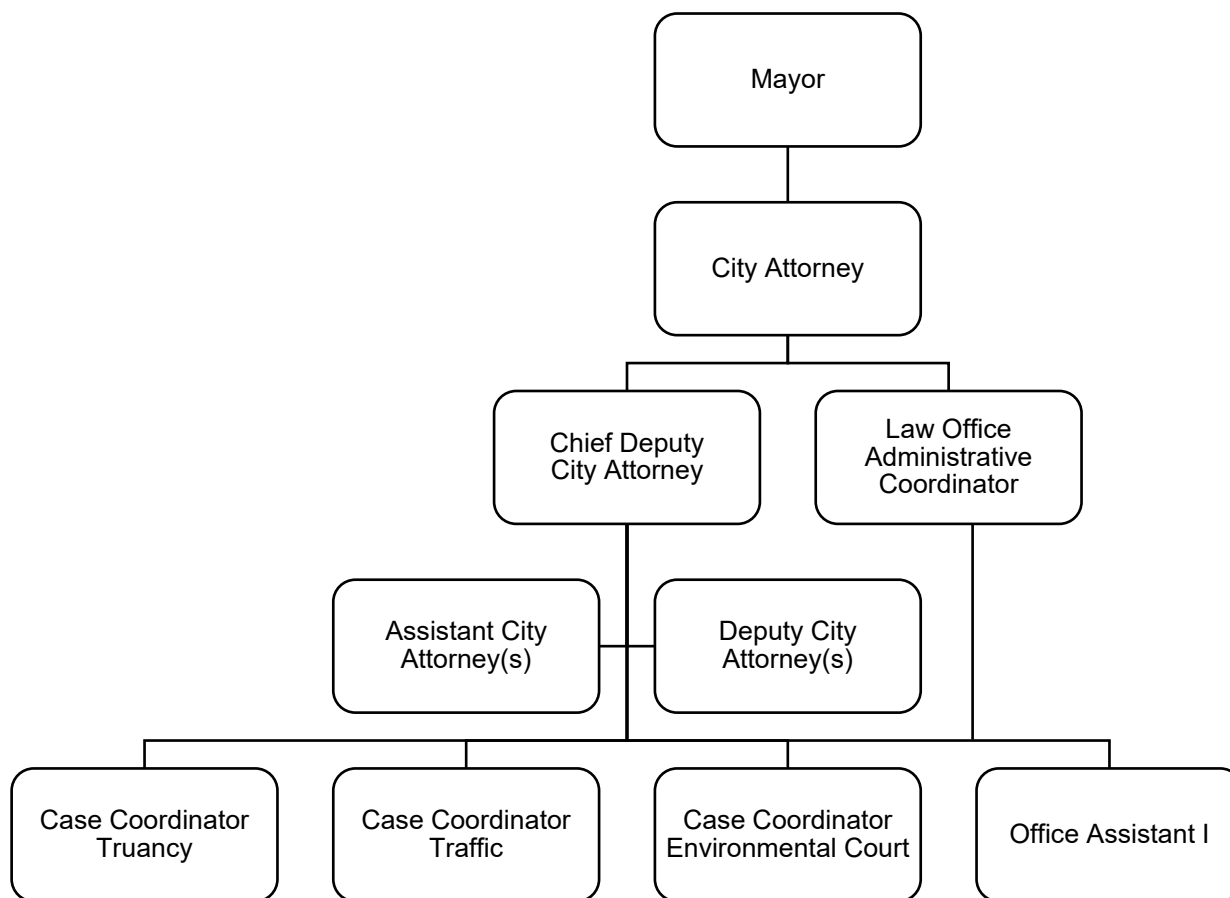 Mayor
City Attorney
Chief Deputy
City Attorney
Law Office
Administrative
Coordinator
Assistant City
Attorney(s)
Deputy City
Attorney(s)
Case Coordinator
Truancy
Case Coordinator
Traffic
Case Coordinator
Environmental Court
Office Assistant I